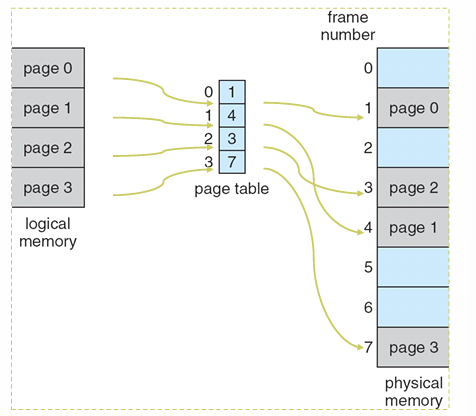 frame
number
page 0
page 1
page 2
page 3
logical
memory
0 1
1 4
2 3
3 7
page table
0
1 page 0
2
3 page 2
4 page 1
5
6
7 page 3
physical
memory